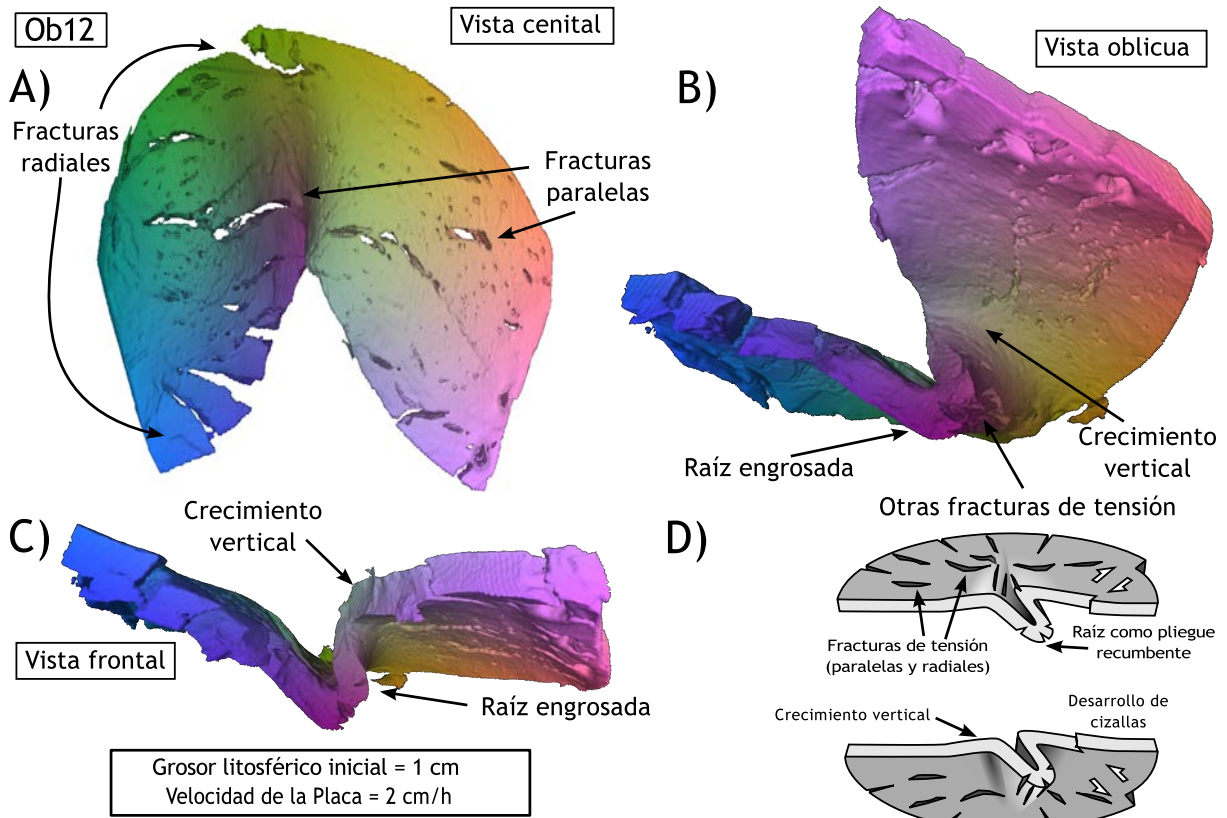 Ob12
Vista cenital
A)
Fracturas
radiales
Fracturas
paralelas
B)
Vista oblicua
Raíz engrosada
Crecimiento
vertical
Otras fracturas de tensión
C)
Crecimiento
vertical
Vista frontal
Raíz engrosada
Grosor litosférico inicial = 1 cm
Velocidad de la Placa = 2 cm/h
D)
Fracturas de tensión
(paralelas y radiales)
Raíz como pliegue
recumbente
Crecimiento vertical
Desarrollo de
cizallas